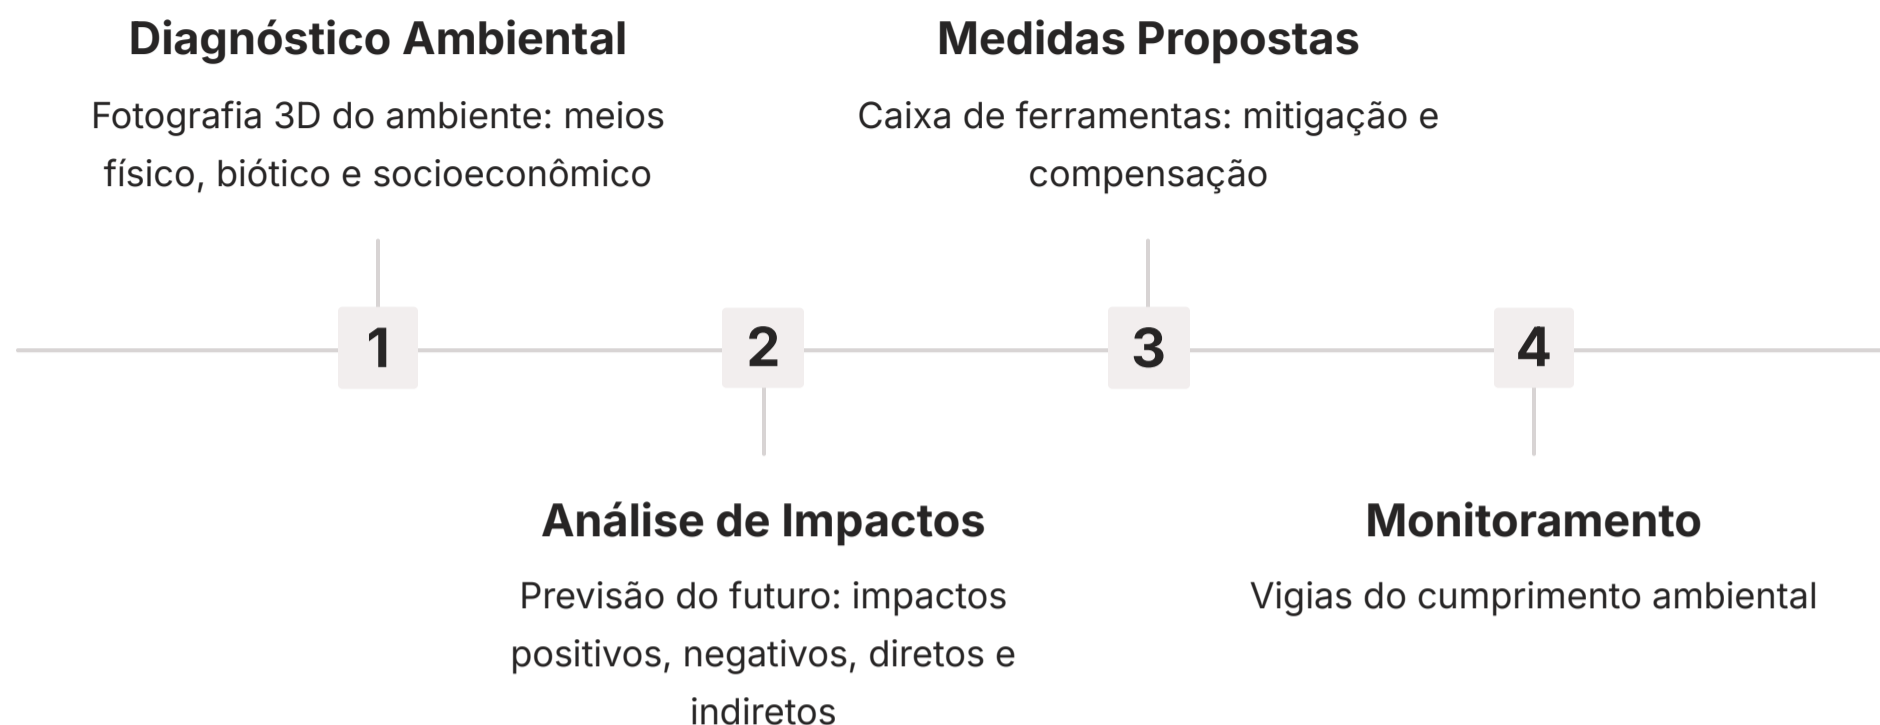 Diagnóstico Ambiental
Fotografia 3D do ambiente: meios
físico, biótico e socioeconômico
Medidas Propostas
Caixa de ferramentas: mitigação e
compensação
1
2
3
4
Análise de Impactos
Previsão do futuro: impactos
positivos, negativos, diretos e
indiretos
Monitoramento
Vigias do cumprimento ambiental